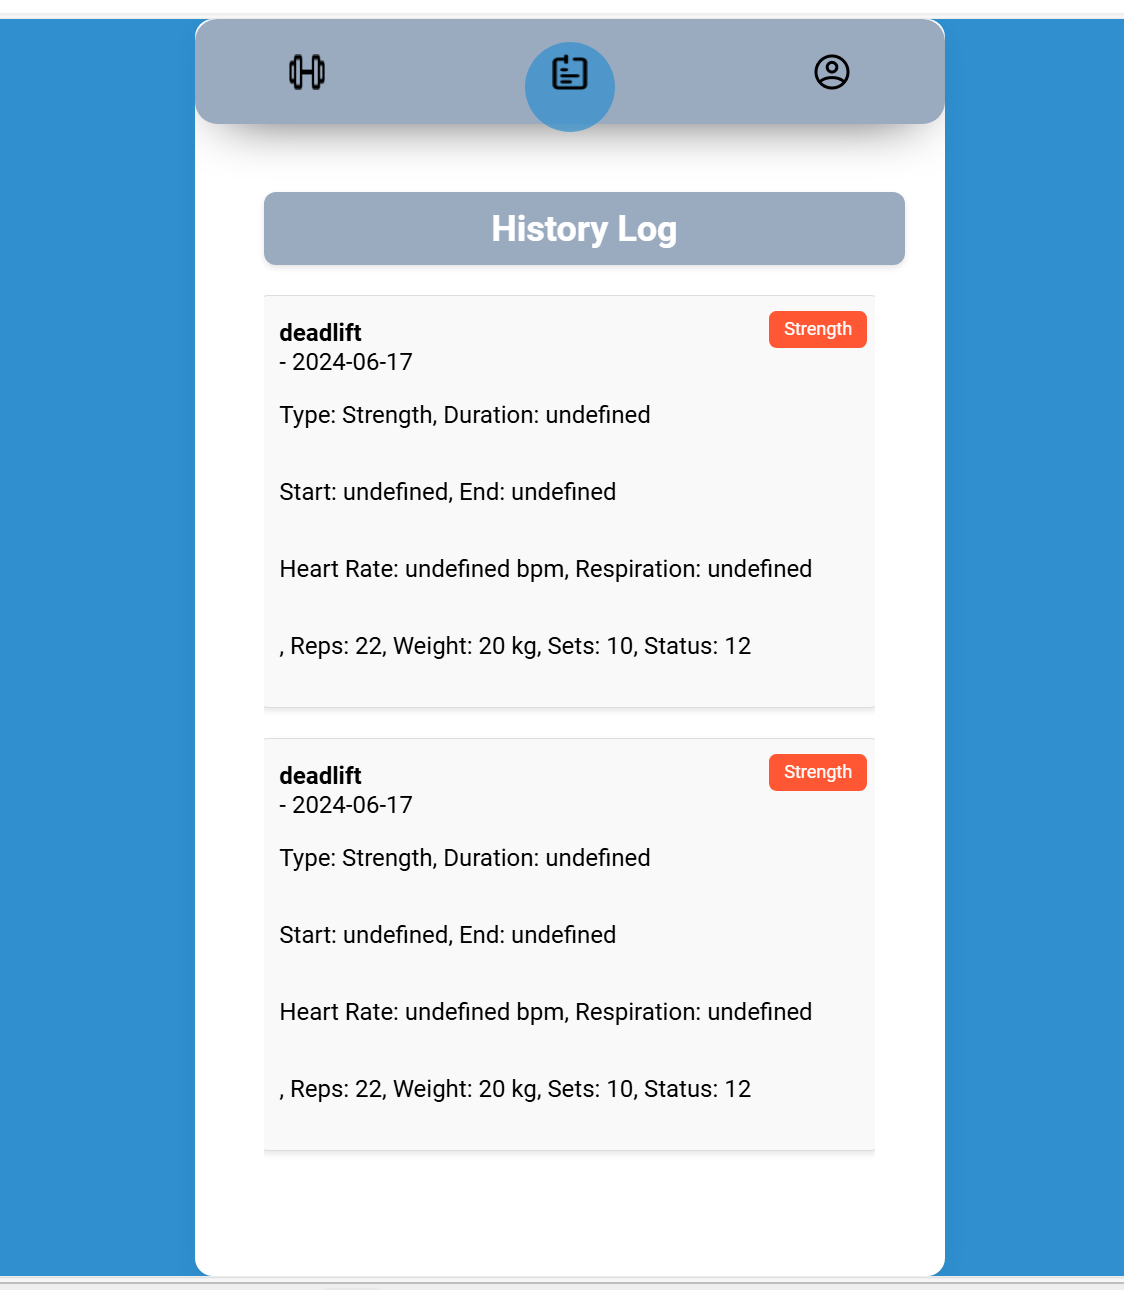 History Log
deadlift
Strength
- 2024-06-17
Type: Strength, Duration: undefined
Start: undefined, End: undefined
Heart Rate: undefined bpm, Respiration: undefined
, Reps: 22, Weight: 20 kg, Sets: 10, Status: 12
deadlift
Strength
- 2024-06-17
Type: Strength, Duration: undefined
Start: undefined, End: undefined
Heart Rate: undefined bpm, Respiration: undefined
, Reps: 22, Weight: 20 kg, Sets: 10, Status: 12